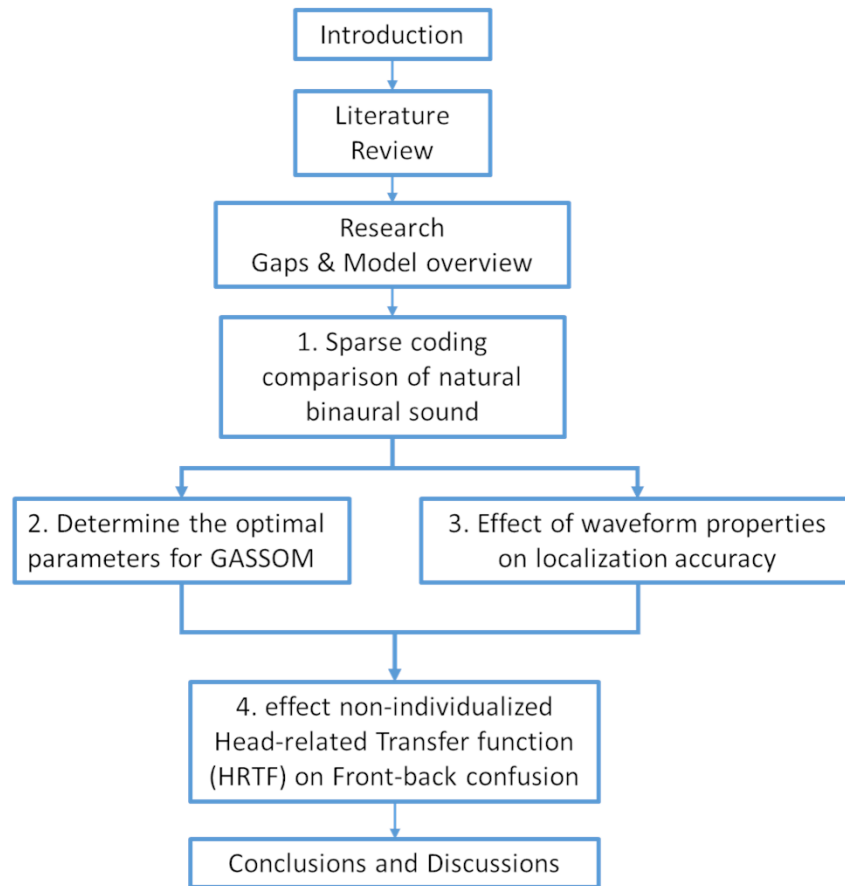 Introduction
Literature
Review
Research
Gaps & Model overview
1. Sparse coding
comparison of natural
binaural sound
2. Determine the optimal
parameters for GASSOM
3. Effect of waveform properties
on localization accuracy
4. effect non-individualized
Head-related Transfer function
(HRTF) on Front-back confusion
Conclusions and Discussions